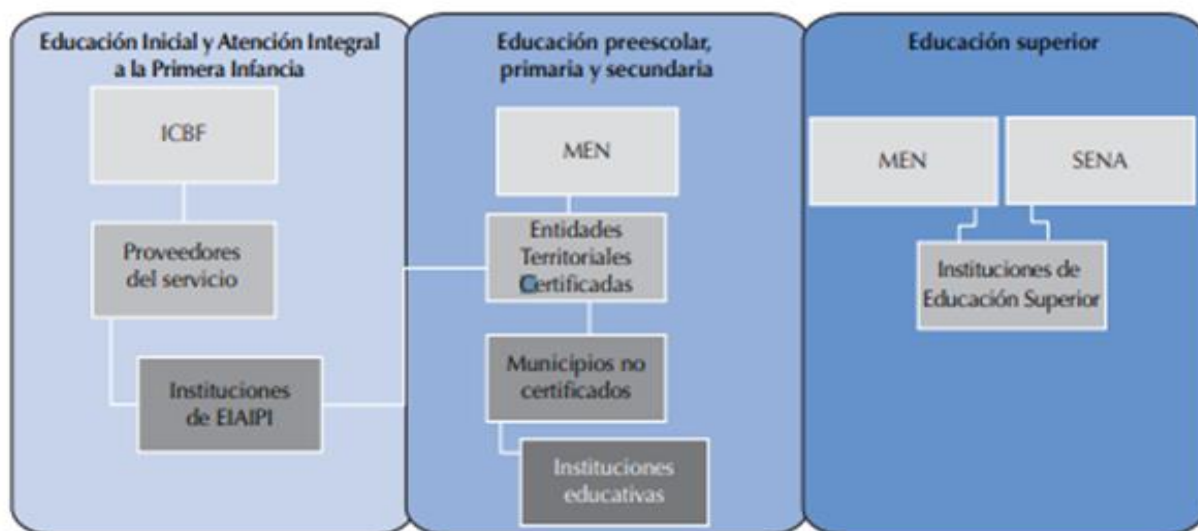 Educación Inicial y Atención Integral
a la Primera Infancia
ICBF
Proveedores
del servicio
Instituciones
de EIAIPI
Educación preescolar,
primaria y secundaria
MEN
Entidades
Territoriales
Certificadas
Municipios no
certificados
Instituciones
educativas
Educación superior
MEN
SENA
Instituciones de
Educación Superior